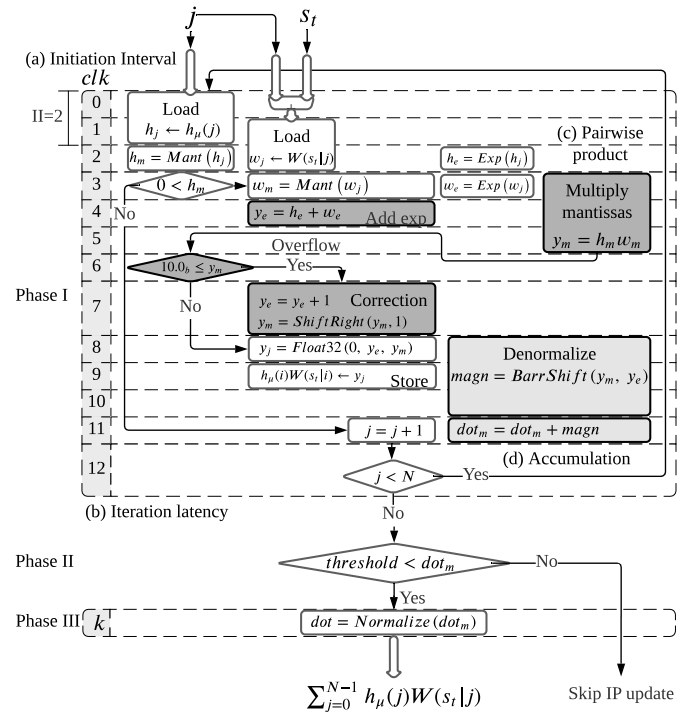 j
s_t
(a) Initiation Interval
clk
II=2
0
Load
h_j ← h_μ(j)
1
Load
w_j ← W(s_t|j)
(c) Pairwise
product
2
h_m = Mant(h_j)
h_e = Exp(h_j)
3
0 < h_m
w_m = Mant(w_j)
w_e = Exp(w_j)
Multiply
mantissas
y_m = h_m w_m
No
4
y_e = h_e + w_e
Add exp
5
Overflow
6
10.0_b ≤ y_m
Yes
Phase I
No
7
y_e = y_e + 1
Correction
y_m = ShiftRight(y_m, 1)
8
y_j = Float32(0, y_e, y_m)
Denormalize
magn = BarrShift(y_m, y_e)
9
h_μ(i)W(s_t|i) ← y_j
Store
10
11
j = j + 1
dot_m = dot_m + magn
(d) Accumulation
12
j < N
Yes
(b) Iteration latency
No
Phase II
threshold < dot_m
No
Yes
Phase III
k
dot = Normalize(dot_m)
∑_{j=0}^{N−1} h_μ(j)W(s_t|j)
Skip IP update